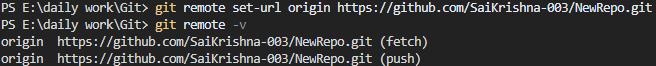 PS E:\daily work\Git> git remote set-url origin https://github.com/SaiKrishna-003/NewRepo.git
PS E:\daily work\Git> git remote -v
origin  https://github.com/SaiKrishna-003/NewRepo.git (fetch)
origin  https://github.com/SaiKrishna-003/NewRepo.git (push)